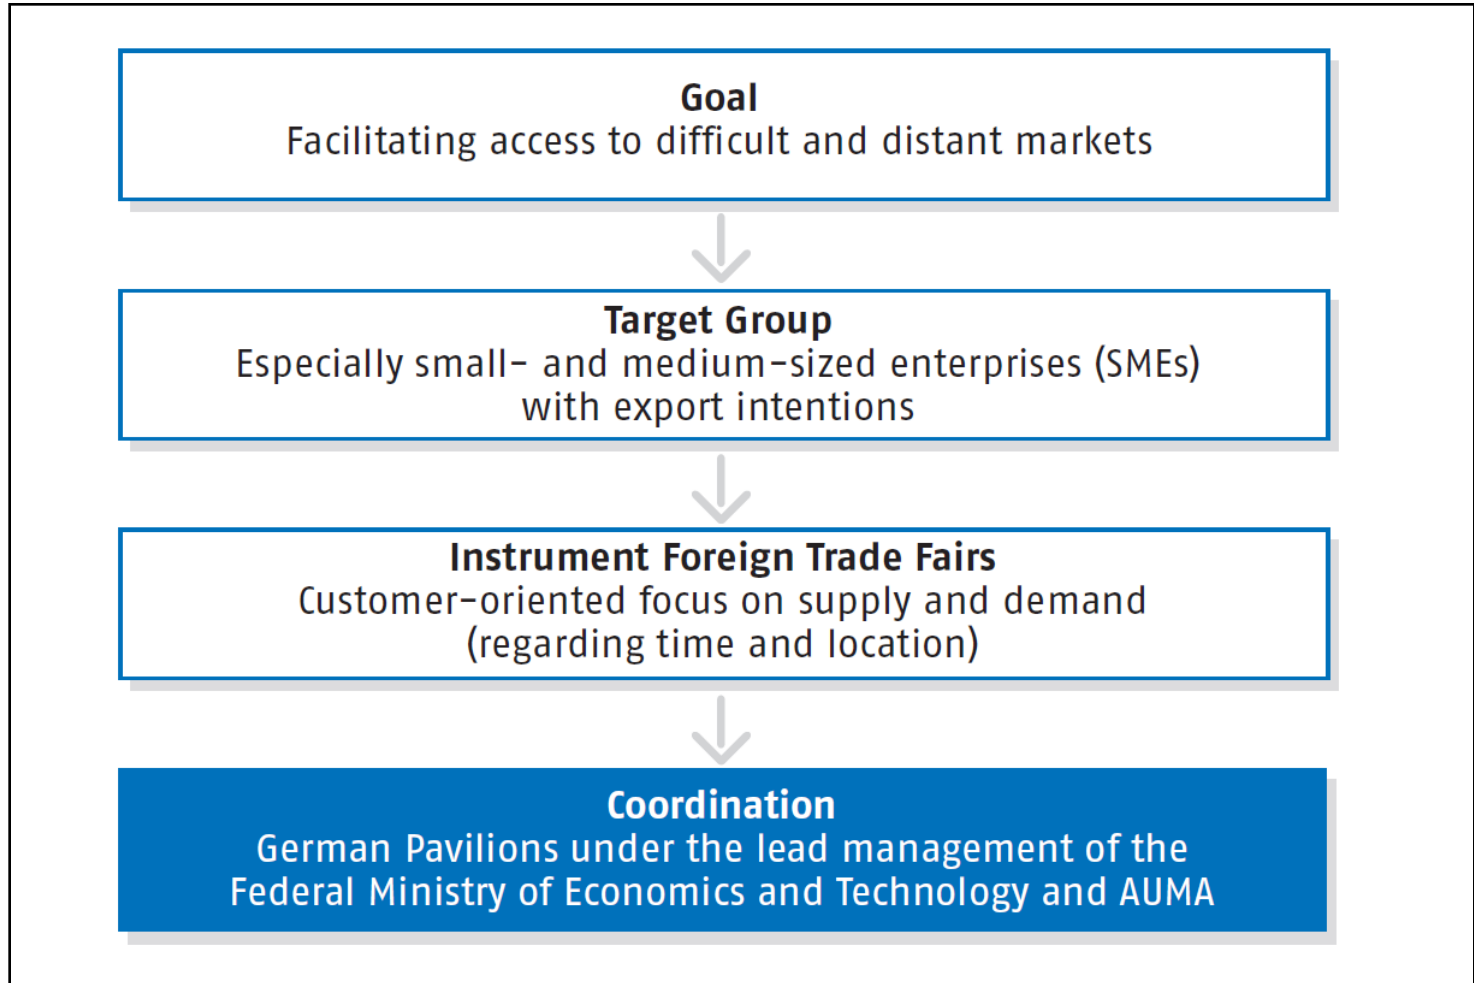 Goal
Facilitating access to difficult and distant markets
Target Group
Especially small- and medium-sized enterprises (SMEs)
with export intentions
Instrument Foreign Trade Fairs
Customer-oriented focus on supply and demand
(regarding time and location)
Coordination
German Pavilions under the lead management of the
Federal Ministry of Economics and Technology and AUMA